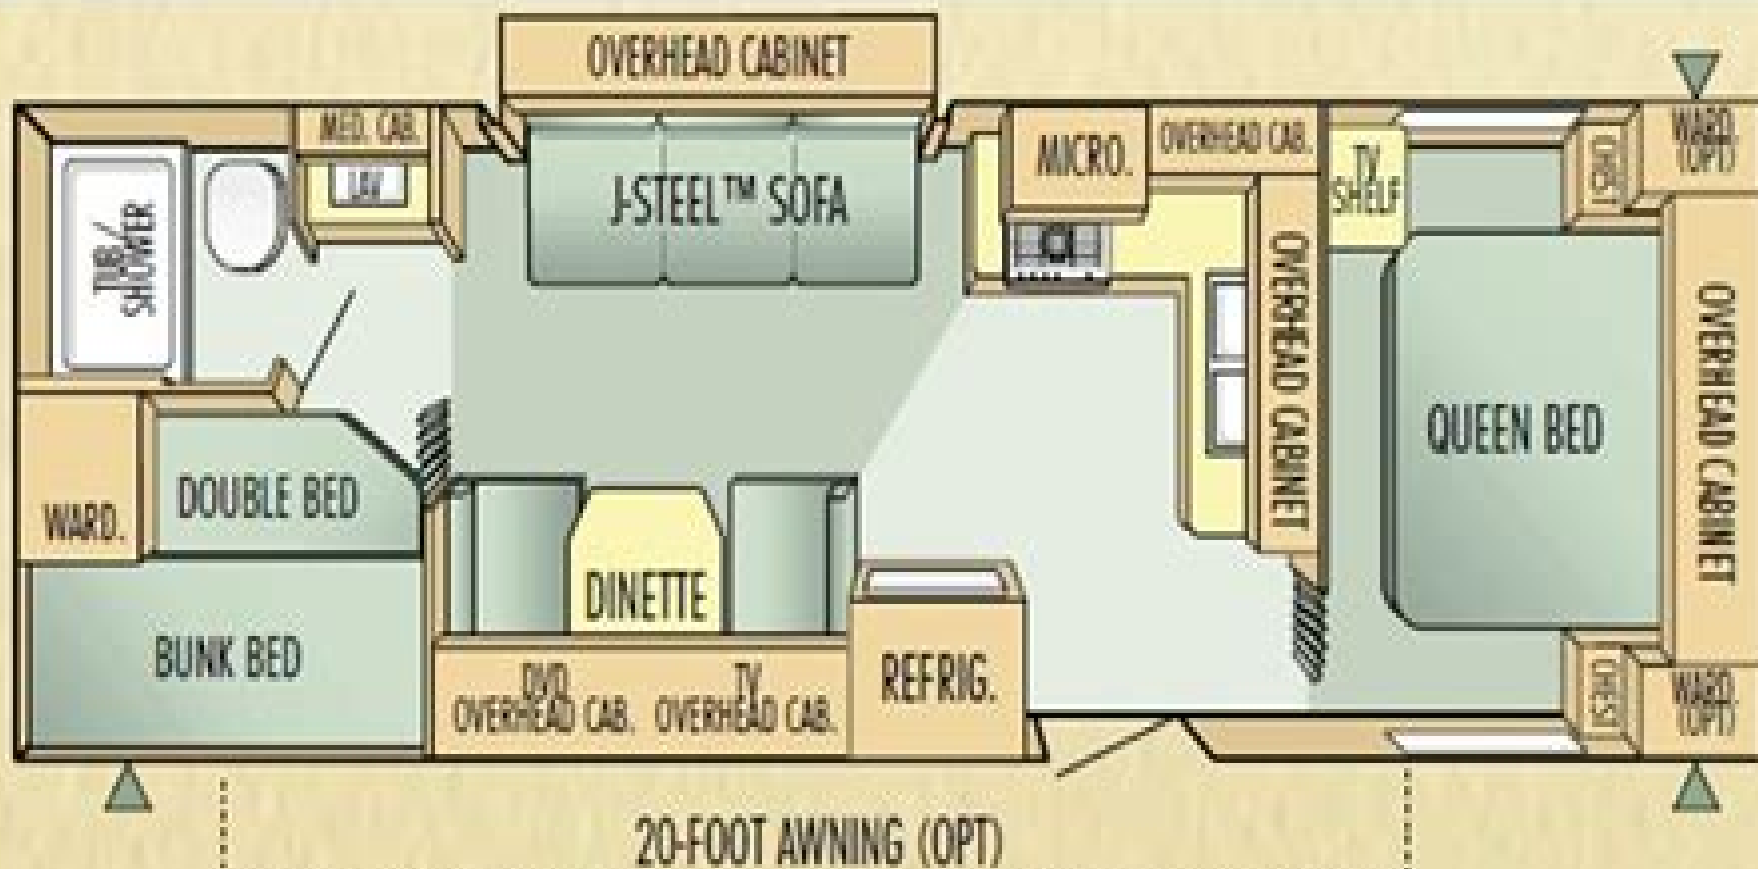 OVERHEAD CABINET
MED. CAB.
LAV
TUB/
SHOWER
J-STEEL™ SOFA
MICRO.
OVERHEAD CAB.
TV
SHELF
CHEST
WARD.
(OPT)
OVERHEAD CABINET
QUEEN BED
OVERHEAD CABINET
WARD.
DOUBLE BED
BUNK BED
DINETTE
DVD
OVERHEAD CAB.
TV
OVERHEAD CAB.
REFRIG.
CHEST
WARD.
(OPT)
20-FOOT AWNING (OPT)